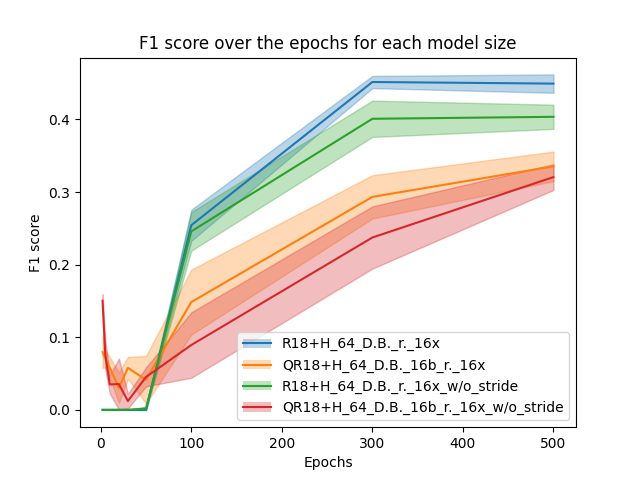 F1 score over the epochs for each model size
F1 score
0.4
0.3
0.2
0.1
0.0
R18+H_64_D.B._r._16x
QR18+H_64_D.B._16b_r._16x
R18+H_64_D.B._r._16x_w/o_stride
QR18+H_64_D.B._16b_r._16x_w/o_stride
0 100 200 300 400 500
Epochs